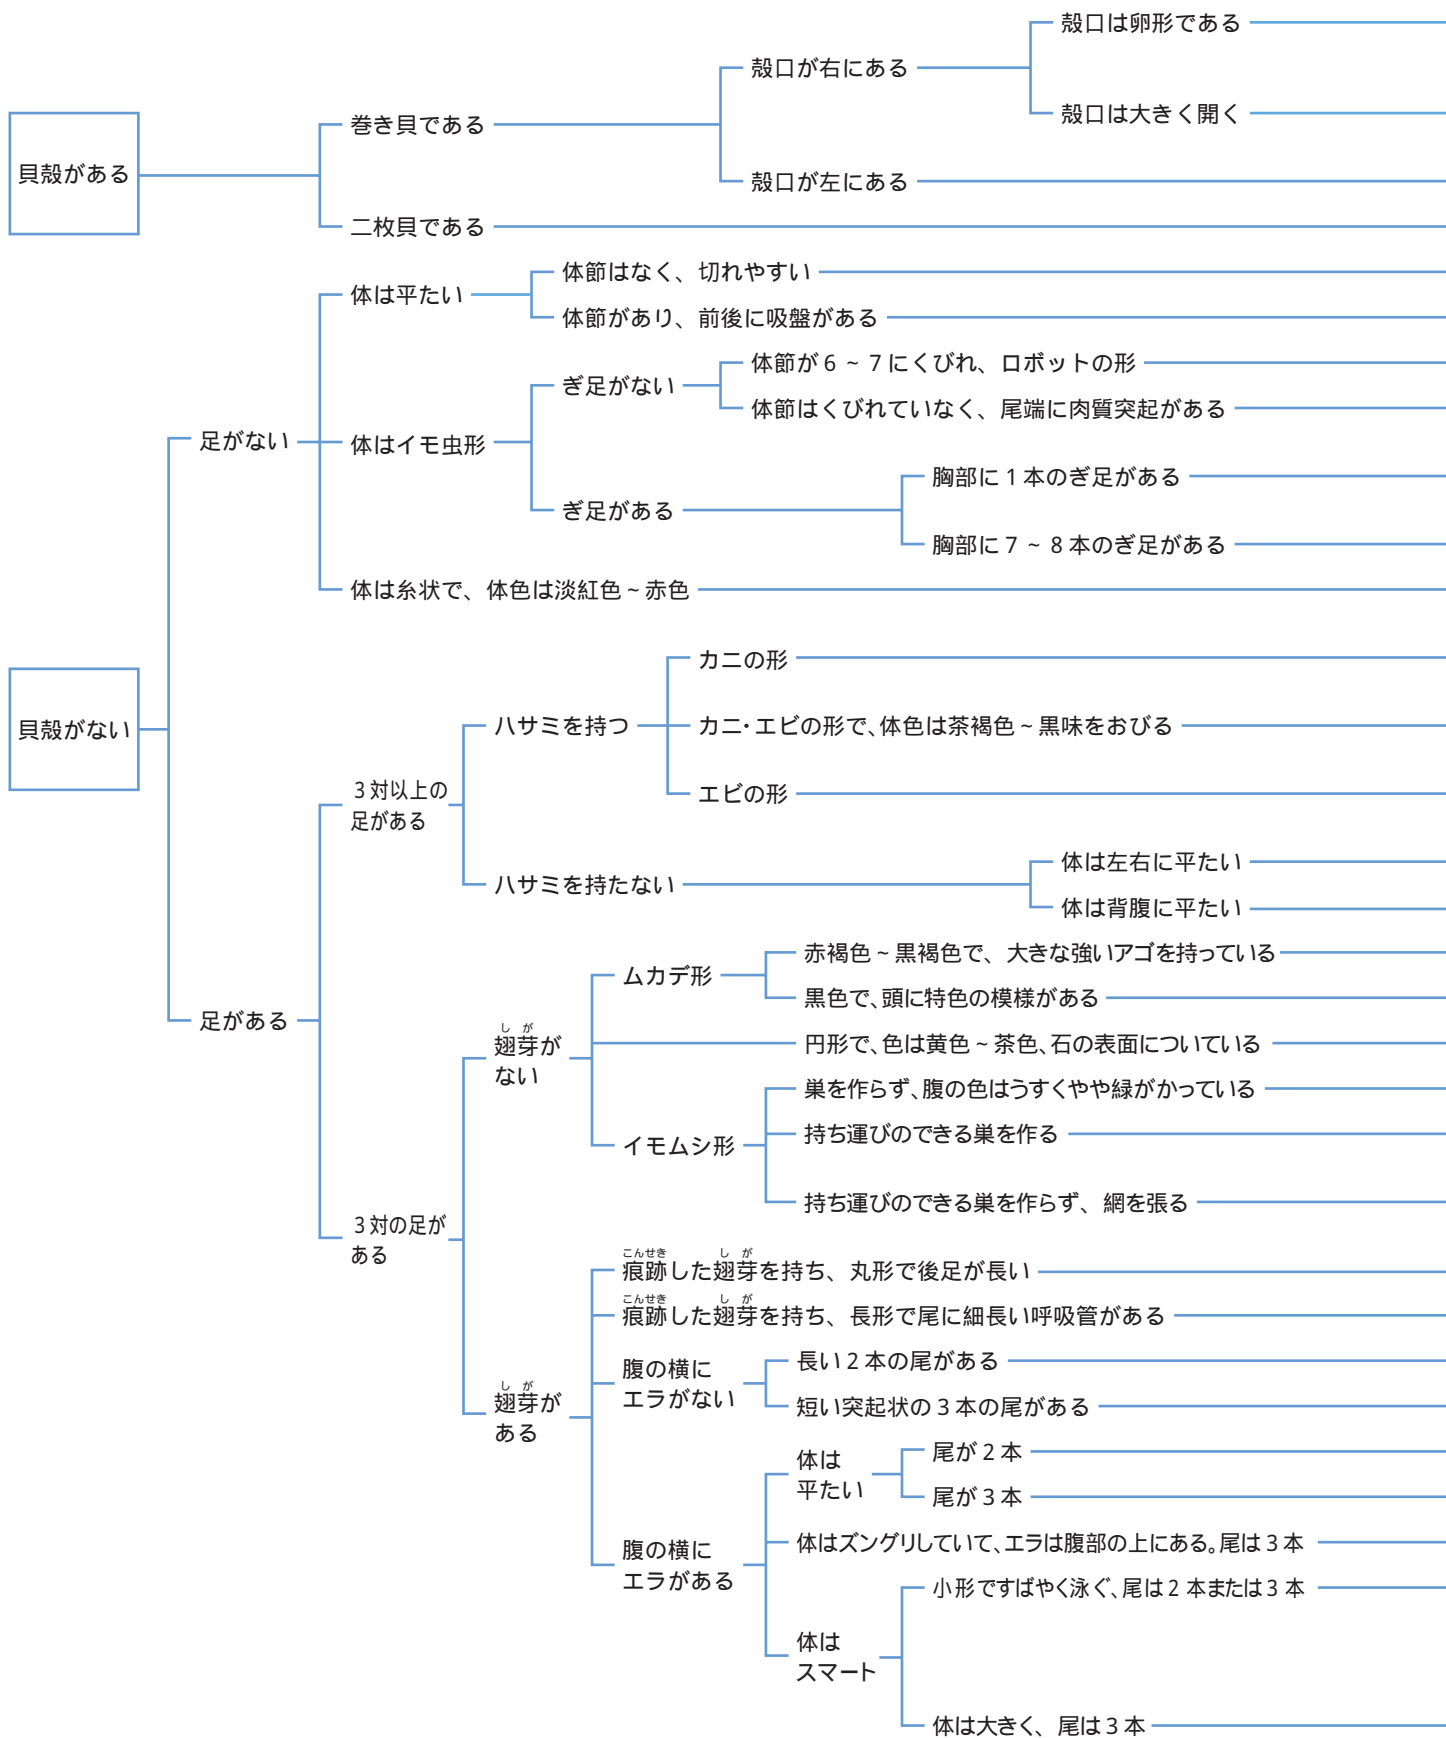 殻口は卵形である
殻口が右にある
殻口は大きく開く
巻き貝である
貝殻がある
殻口が左にある
二枚貝である
体節はなく、切れやすい
体は平たい
体節があり、前後に吸盤がある
体節が6~7にくびれ、ロボットの形
ぎ足がない
体節はくびれていなく、尾端に肉質突起がある
足がない
体はイモ虫形
胸部に1本のぎ足がある
ぎ足がある
胸部に7~8本のぎ足がある
体は糸状で、体色は淡紅色~赤色
カニの形
貝殻がない
ハサミを持つ
カニ・エビの形で、体色は茶褐色~黒味をおびる
3対以上の
足がある
エビの形
体は左右に平たい
ハサミを持たない
体は背腹に平たい
赤褐色~黒褐色で、大きな強いアゴを持っている
ムカデ形
黒色で、頭に特色の模様がある
足がある
しが
翅芽が
ない
円形で、色は黄色~茶色、石の表面についている
巣を作らず、腹の色はうすくやや緑がかっている
イモムシ形
持ち運びのできる巣を作る
持ち運びのできる巣を作らず、網を張る
3対の足が
ある
こんせき しが
痕跡した翅芽を持ち、丸形で後足が長い
こんせき しが
痕跡した翅芽を持ち、長形で尾に細長い呼吸管がある
腹の横に
エラがない
長い2本の尾がある
短い突起状の3本の尾がある
しが
翅芽が
ある
体は
平たい
尾が2本
尾が3本
腹の横に
エラがある
体はズングリしていて、エラは腹部の上にある。尾は3本
小形ですばやく泳ぐ、尾は2本または3本
体は
スマート
体は大きく、尾は3本